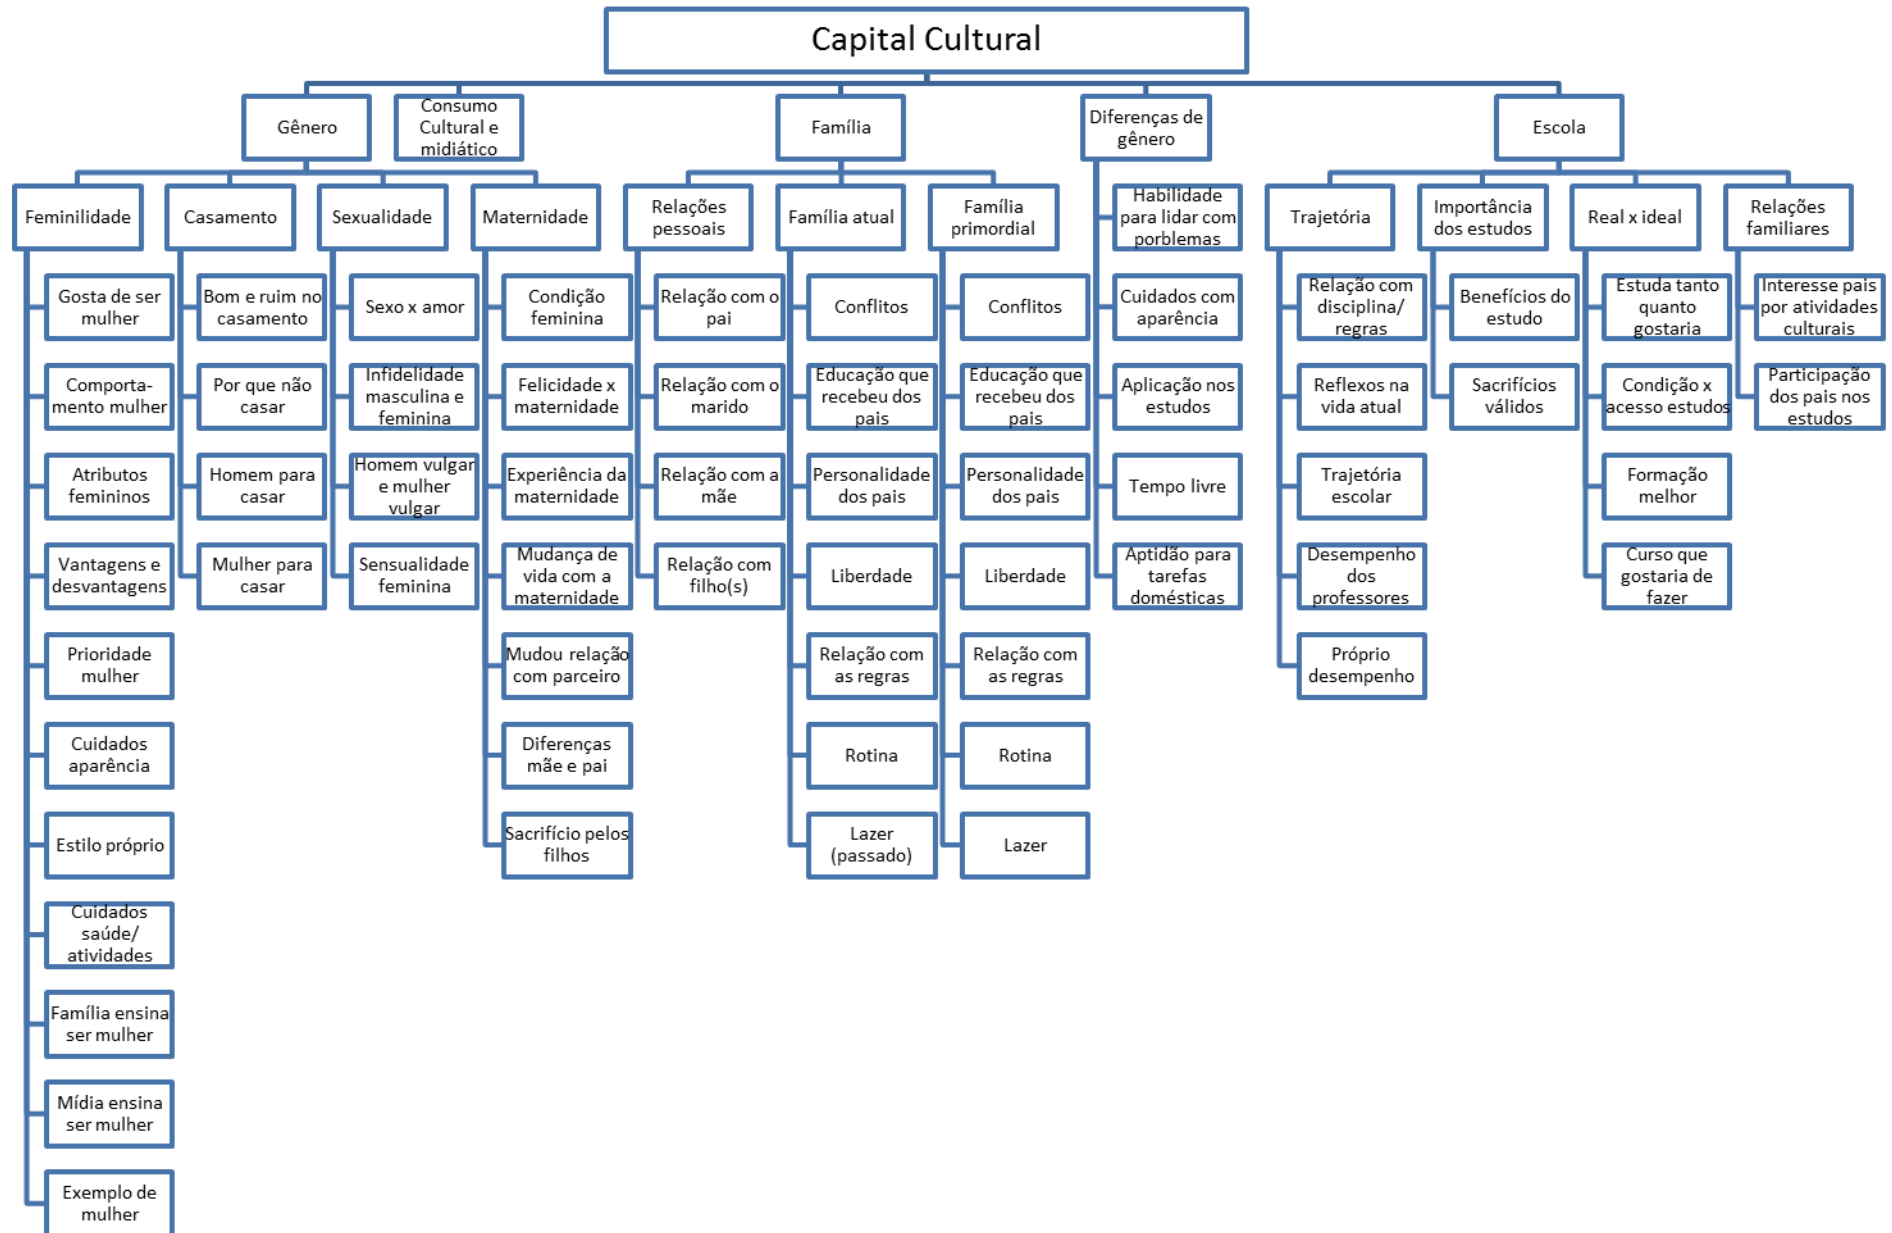 Capital Cultural
Gênero
Consumo
Cultural e
midiático
Família
Diferenças de
gênero
Escola
Feminilidade
Casamento
Sexualidade
Maternidade
Relações
pessoais
Família atual
Família
primordial
Habilidade
para lidar com
porblemas
Trajetória
Importância
dos estudos
Real x ideal
Relações
familiares
Gosta de ser
mulher
Bom e ruim no
casamento
Sexo x amor
Condição
feminina
Relação com o
pai
Conflitos
Conflitos
Cuidados com
aparência
Relação com
disciplina/
regras
Benefícios do
estudo
Estuda tanto
quanto
gostaria
Interesse pais
por atividades
culturais
Comporta-
mento mulher
Por que não
casar
Infidelidade
masculina e
feminina
Felicidade x
maternidade
Relação com o
marido
Educação que
recebeu dos
pais
Educação que
recebeu dos
pais
Aplicação nos
estudos
Reflexos na
vida atual
Sacrifícios
válidos
Condição x
acesso estudos
Participação
dos pais nos
estudos
Atributos
femininos
Homem para
casar
Homem vulgar
e mulher
vulgar
Experiência da
maternidade
Relação com a
mãe
Personalidade
dos pais
Personalidade
dos pais
Tempo livre
Trajetória
escolar
Formação
melhor
Vantagens e
desvantagens
Mulher para
casar
Sensualidade
feminina
Mudança de
vida com a
maternidade
Relação com
filho(s)
Liberdade
Liberdade
Aptidão para
tarefas
domésticas
Desempenho
dos
professores
Curso que
gostaria de
fazer
Prioridade
mulher
Mudou relação
com parceiro
Relação com
as regras
Relação com
as regras
Próprio
desempenho
Cuidados
aparência
Diferenças
mãe e pai
Rotina
Rotina
Estilo próprio
Sacrifício pelos
filhos
Lazer
(passado)
Lazer
Cuidados
saúde/
atividades
Família ensina
ser mulher
Mídia ensina
ser mulher
Exemplo de
mulher